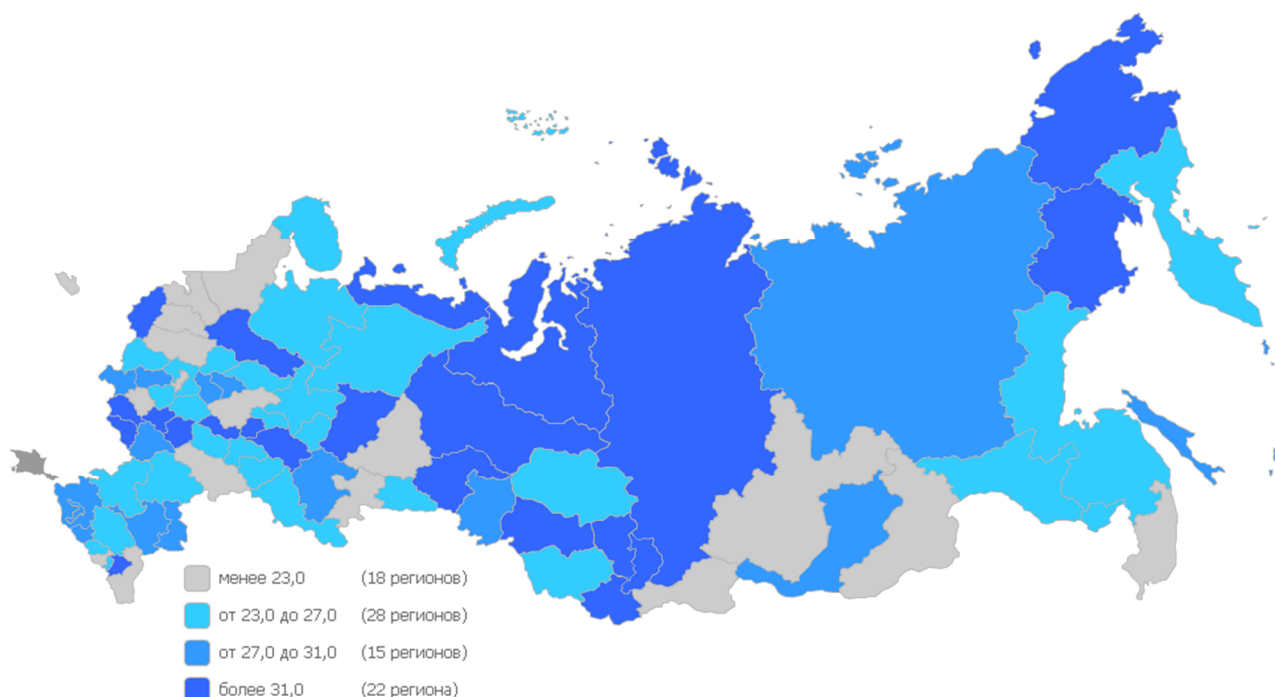 менее 23,0 (18 регионов)
от 23,0 до 27,0 (28 регионов)
от 27,0 до 31,0 (15 регионов)
более 31,0 (22 региона)